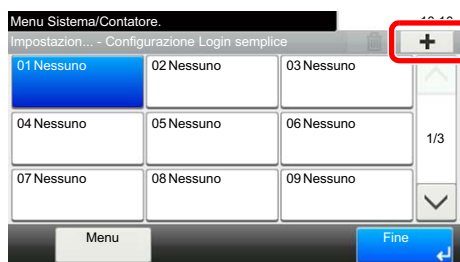 Menu Sistema/Contatore.
Impostazion... - Configurazione Login semplice
+
01 Nessuno
02 Nessuno
03 Nessuno
04 Nessuno
05 Nessuno
06 Nessuno
1/3
07 Nessuno
08 Nessuno
09 Nessuno
Menu
Fine